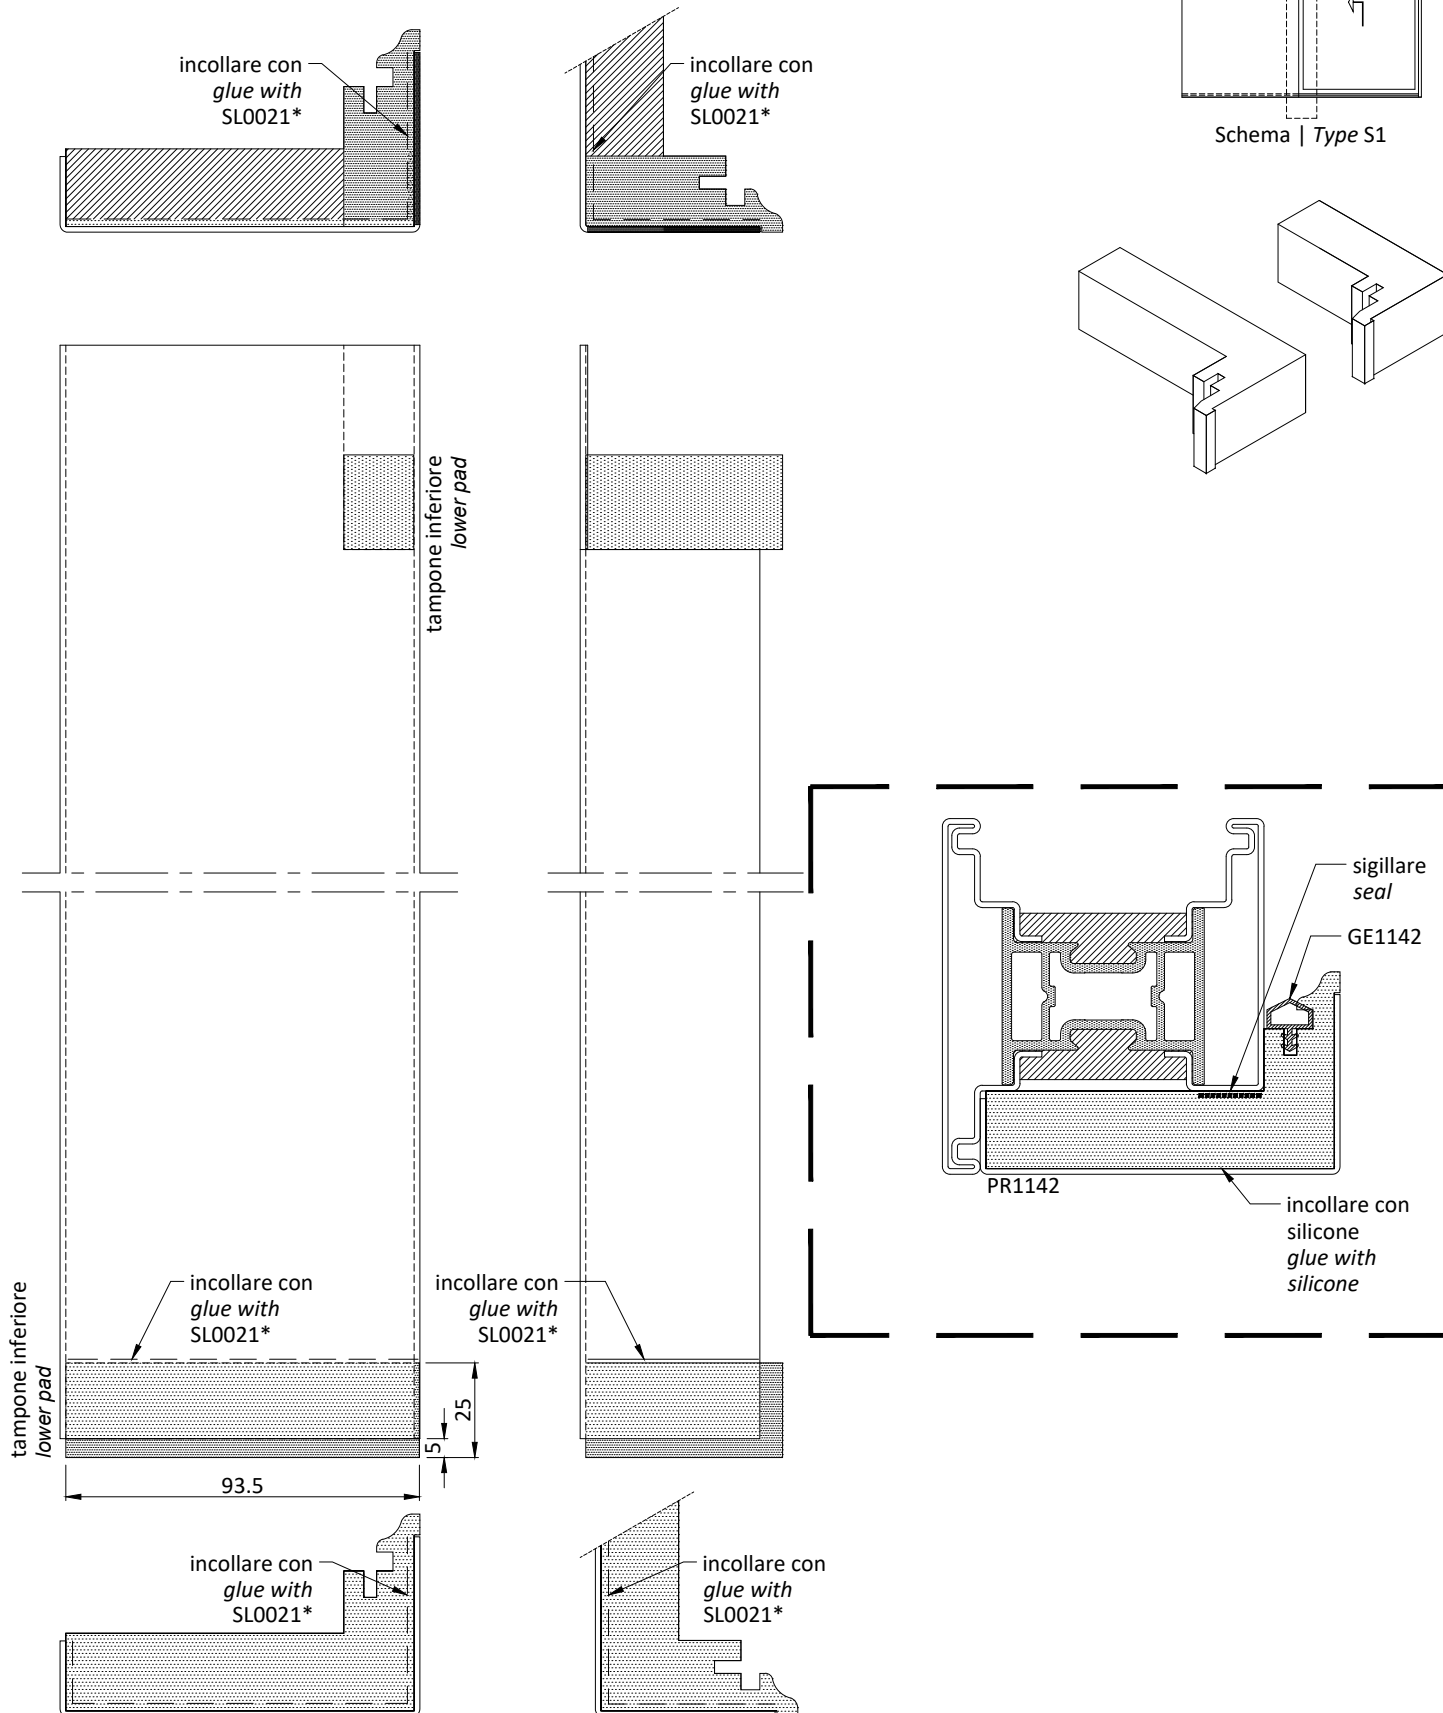 incollare con
glue with
SL0021*
incollare con
glue with
SL0021*
Schema | Type S1
tampone inferiore
lower pad
sigillare
seal
GE1142
PR1142
incollare con
silicone
glue with
silicone
incollare con
glue with
SL0021*
incollare con
glue with
SL0021*
tampone inferiore
lower pad
25
5
93.5
incollare con
glue with
SL0021*
incollare con
glue with
SL0021*